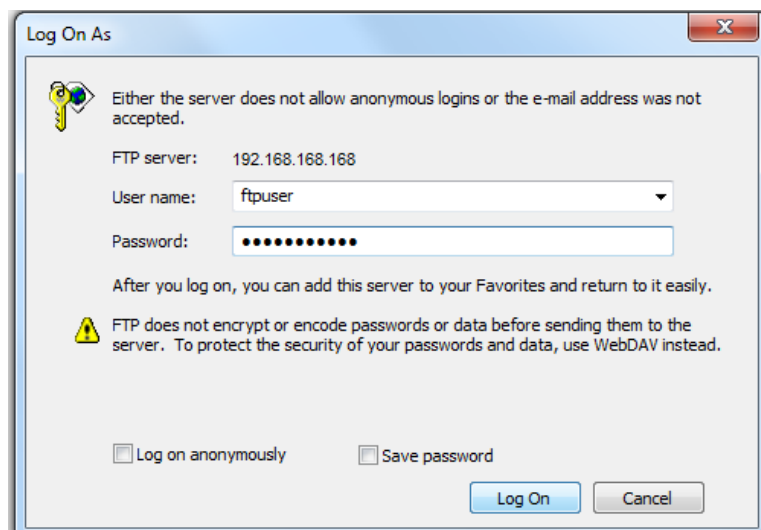 Log On As
Either the server does not allow anonymous logins or the e-mail address was not
accepted.
FTP server: 192.168.168.168
User name: ftpuser
Password: ●●●●●●●●●●●
After you log on, you can add this server to your Favorites and return to it easily.
FTP does not encrypt or encode passwords or data before sending them to the
server. To protect the security of your passwords and data, use WebDAV instead.
Log on anonymously Save password
Log On Cancel